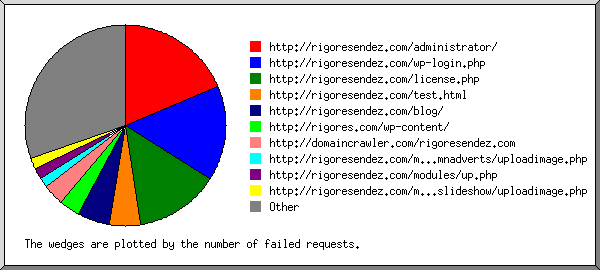 http://rigoresendez.com/administrator/
http://rigoresendez.com/wp-login.php
http://rigoresendez.com/license.php
http://rigoresendez.com/test.html
http://rigoresendez.com/blog/
http://rigores.com/wp-content/
http://domaincrawler.com/rigoresendez.com
http://rigoresendez.com/m...mnadverts/uploadimage.php
http://rigoresendez.com/modules/up.php
http://rigoresendez.com/m...slideshow/uploadimage.php
Other
The wedges are plotted by the number of failed requests.